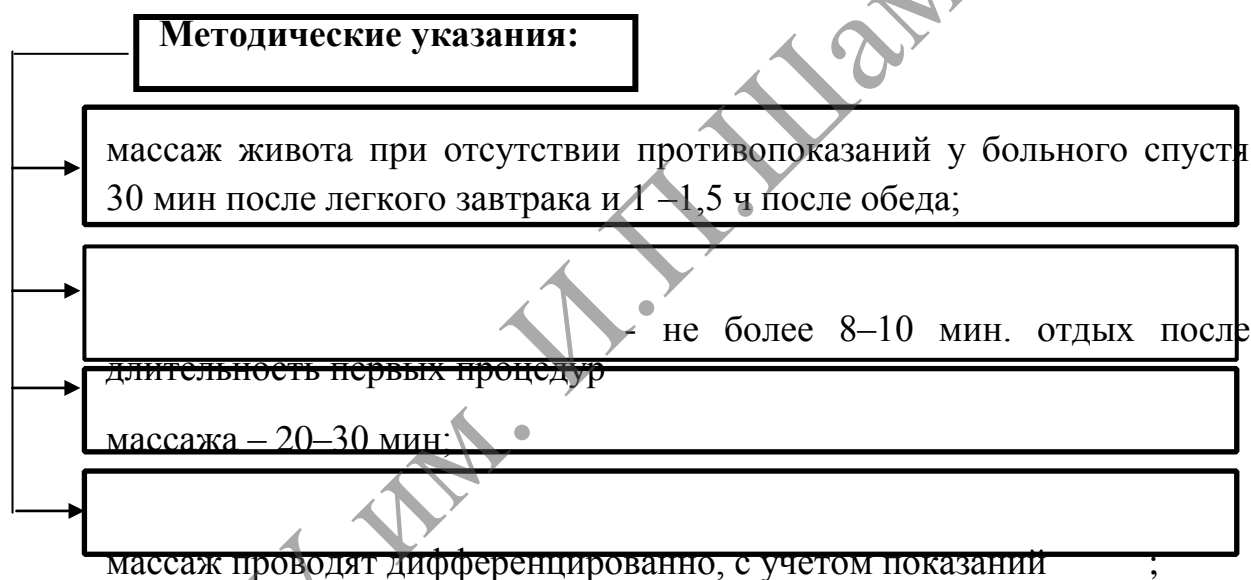 Методические указания:
массаж живота при отсутствии противопоказаний у больного спустя
30 мин после легкого завтрака и 1 –1,5 ч после обеда;
- не более 8–10 мин. отдых после
длительность первых процедур
массажа – 20–30 мин;
массаж проводят дифференцированно, с учетом показаний ;
им. И.П.Шам